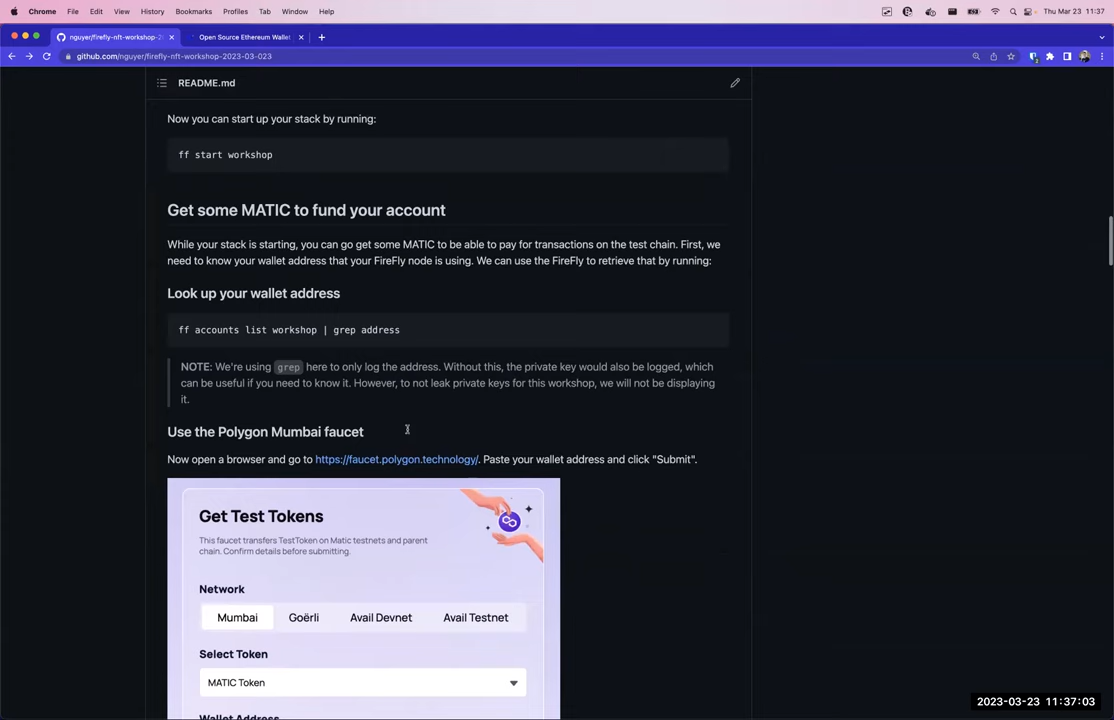 Chrome File Edit View History Bookmarks Profiles Tab Window Help Thu Mar 23 11:37
nguyer/firefly-nft-workshop-2 Open Source Ethereum Wallet
github.com/nguyer/firefly-nft-workshop-2023-03-023
README.md
Now you can start up your stack by running:
ff start workshop
Get some MATIC to fund your account
While your stack is starting, you can go get some MATIC to be able to pay for transactions on the test chain. First, we
need to know your wallet address that your FireFly node is using. We can use the FireFly to retrieve that by running:
Look up your wallet address
ff accounts list workshop | grep address
NOTE: We're using grep here to only log the address. Without this, the private key would also be logged, which
can be useful if you need to know it. However, to not leak private keys for this workshop, we will not be displaying
it.
Use the Polygon Mumbai faucet
Now open a browser and go to https://faucet.polygon.technology/. Paste your wallet address and click "Submit".
Get Test Tokens
This faucet transfers TestToken on Matic testnets and parent
chain. Confirm details before submitting.
Network
Mumbai Goërli Avail Devnet Avail Testnet
Select Token
MATIC Token
Wallet Address
2023-03-23 11:37:03